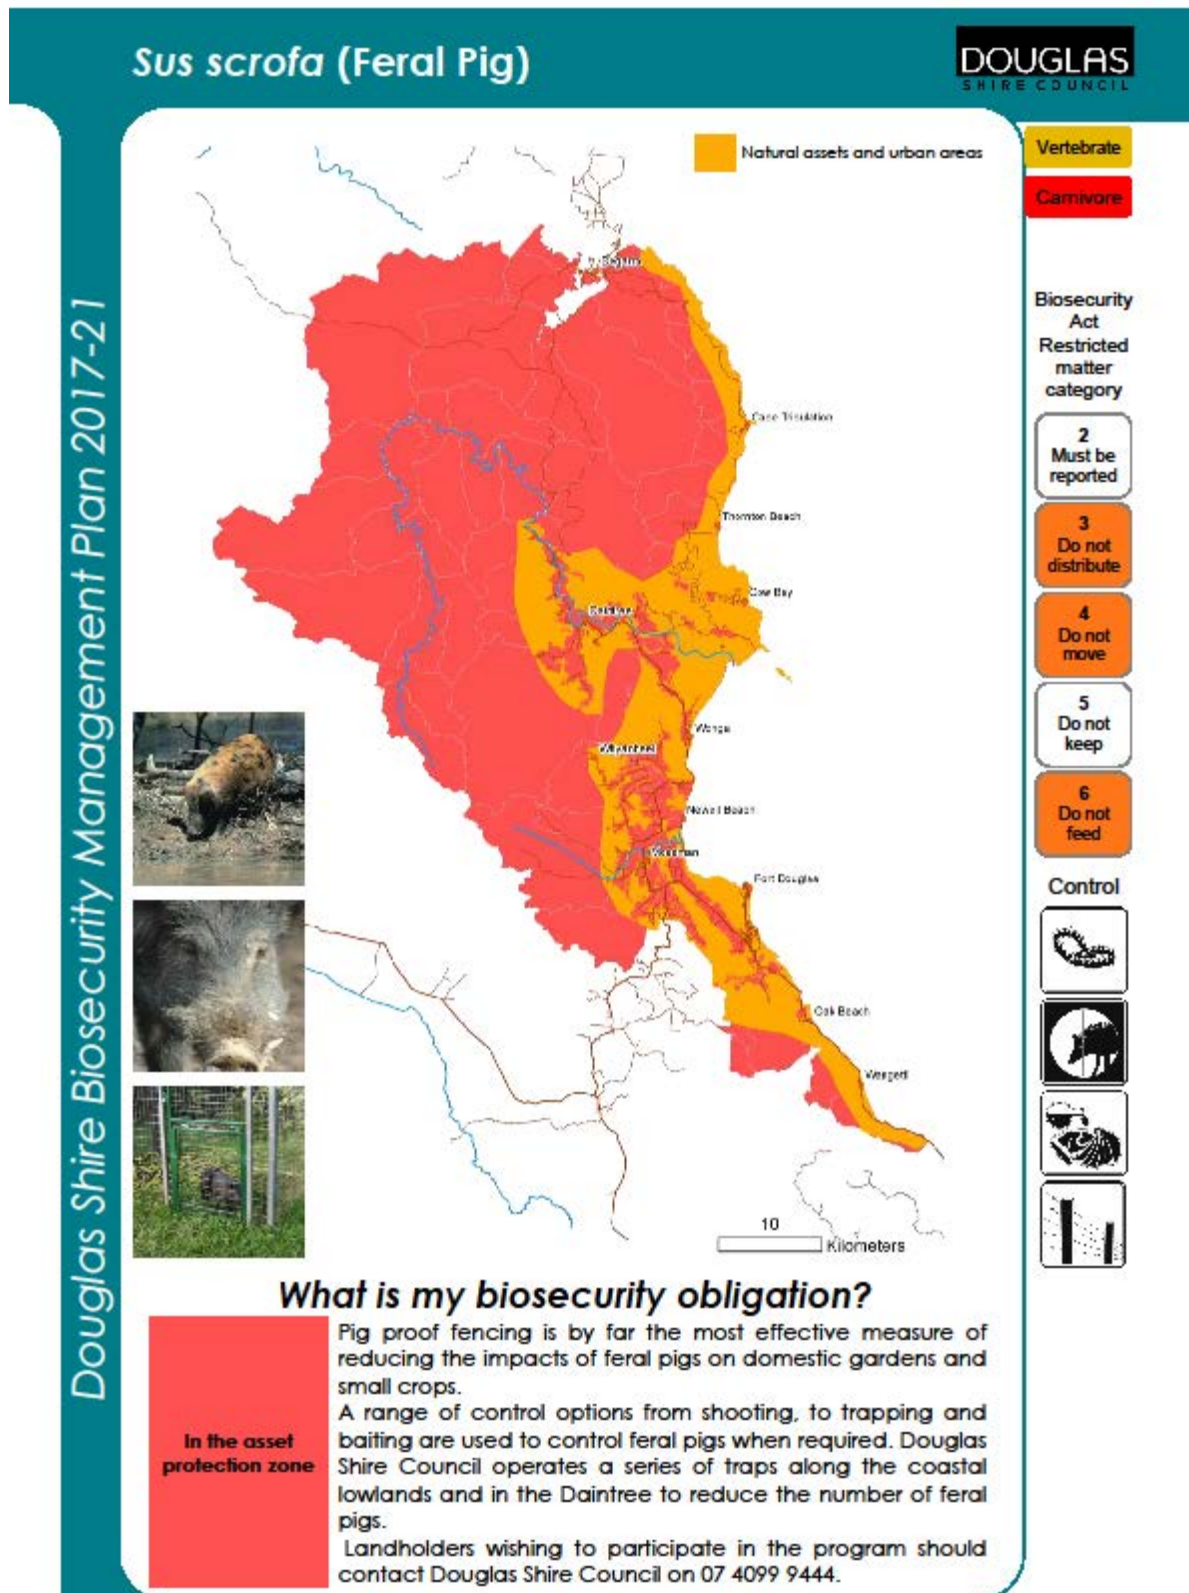 Sus scrofa (Feral Pig)
DOUGLAS
SHIRE COUNCIL
Douglas Shire Biosecurity Management Plan 2017-21
Natural assets and urban areas
Vertebrate
Carnivore
Cape Tribulation
Thornton Beach
Cow Bay
Daintree
Wonga
Whyanbeel
Newell Beach
Mossman
Port Douglas
Oak Beach
Wangetti
10
Kilometers
Biosecurity
Act
Restricted
matter
category
2
Must be
reported
3
Do not
distribute
4
Do not
move
5
Do not
keep
6
Do not
feed
Control
What is my biosecurity obligation?
In the asset
protection zone
Pig proof fencing is by far the most effective measure of
reducing the impacts of feral pigs on domestic gardens and
small crops.
A range of control options from shooting, to trapping and
baiting are used to control feral pigs when required. Douglas
Shire Council operates a series of traps along the coastal
lowlands and in the Daintree to reduce the number of feral
pigs.
Landholders wishing to participate in the program should
contact Douglas Shire Council on 07 4099 9444.